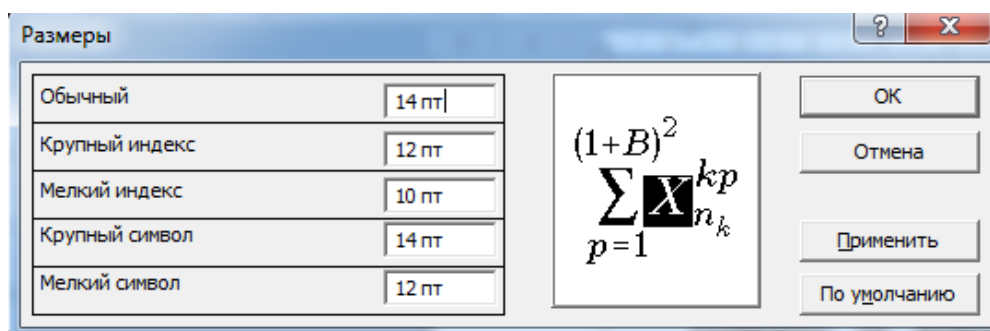 Размеры
Обычный 14 пт
Крупный индекс 12 пт
Мелкий индекс 10 пт
Крупный символ 14 пт
Мелкий символ 12 пт
(1+B)²
∑ X kp
n k
p=1
OK
Отмена
Применить
По умолчанию